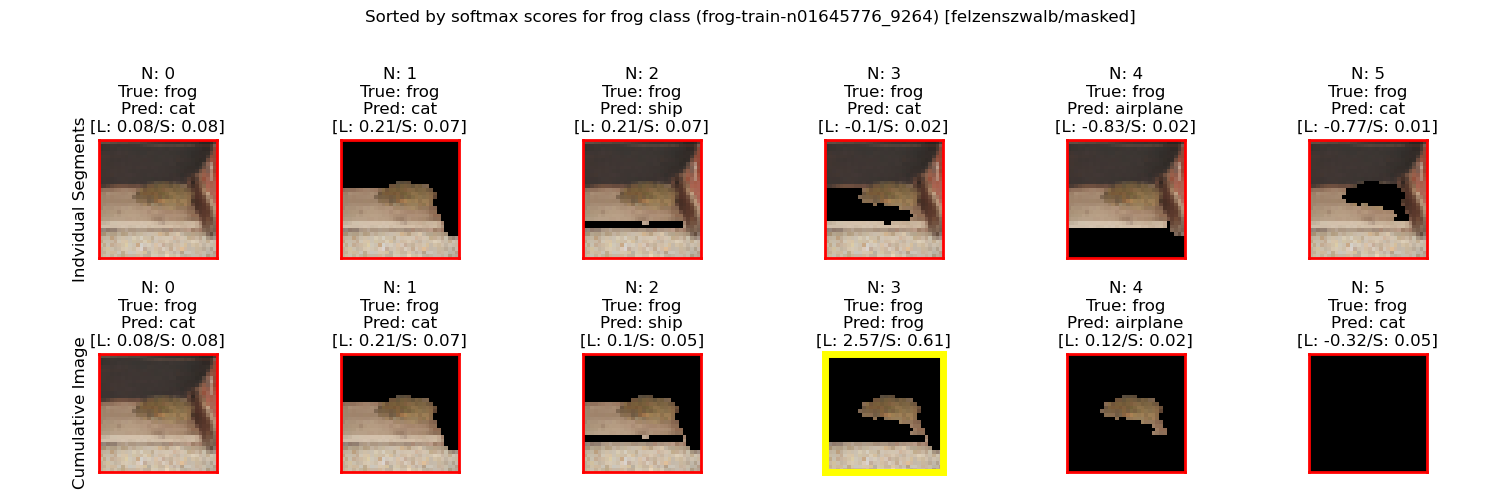 Sorted by softmax scores for frog class (frog-train-n01645776_9264) [felzenszwalb/masked]
Indvidual Segments
N: 0
True: frog
Pred: cat
[L: 0.08/S: 0.08]
N: 1
True: frog
Pred: cat
[L: 0.21/S: 0.07]
N: 2
True: frog
Pred: ship
[L: 0.21/S: 0.07]
N: 3
True: frog
Pred: cat
[L: -0.1/S: 0.02]
N: 4
True: frog
Pred: airplane
[L: -0.83/S: 0.02]
N: 5
True: frog
Pred: cat
[L: -0.77/S: 0.01]
Cumulative Image
N: 0
True: frog
Pred: cat
[L: 0.08/S: 0.08]
N: 1
True: frog
Pred: cat
[L: 0.21/S: 0.07]
N: 2
True: frog
Pred: ship
[L: 0.1/S: 0.05]
N: 3
True: frog
Pred: frog
[L: 2.57/S: 0.61]
N: 4
True: frog
Pred: airplane
[L: 0.12/S: 0.02]
N: 5
True: frog
Pred: cat
[L: -0.32/S: 0.05]